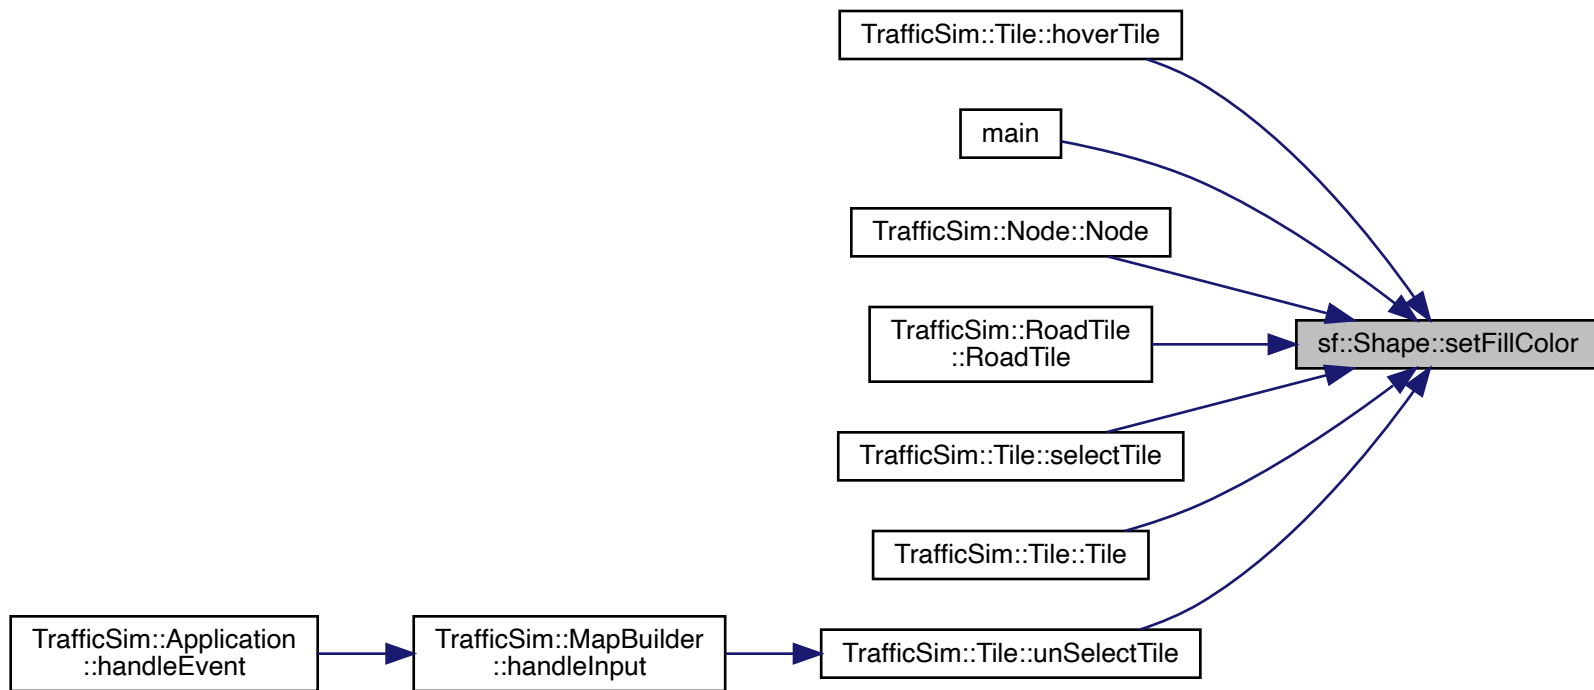 TrafficSim::Tile::hoverTile
main
TrafficSim::Node::Node
TrafficSim::RoadTile
::RoadTile
sf::Shape::setFillColor
TrafficSim::Tile::selectTile
TrafficSim::Tile::Tile
TrafficSim::Application
::handleEvent
TrafficSim::MapBuilder
::handleInput
TrafficSim::Tile::unSelectTile